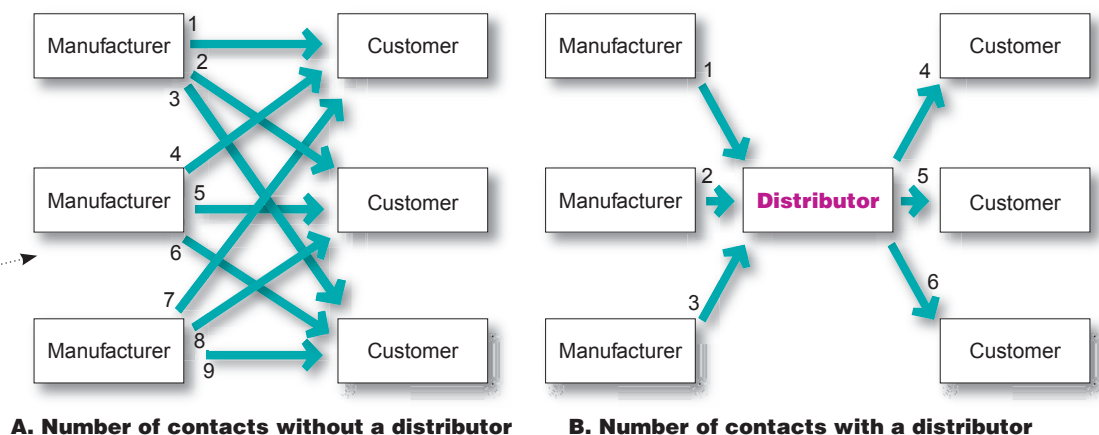 1
Manufacturer
Customer
2
3
4
Manufacturer
5
Customer
6
7
Manufacturer
8
9
Customer
A. Number of contacts without a distributor
Manufacturer
1
Customer
4
Manufacturer
2
Distributor
5
Customer
3
Manufacturer
6
Customer
B. Number of contacts with a distributor